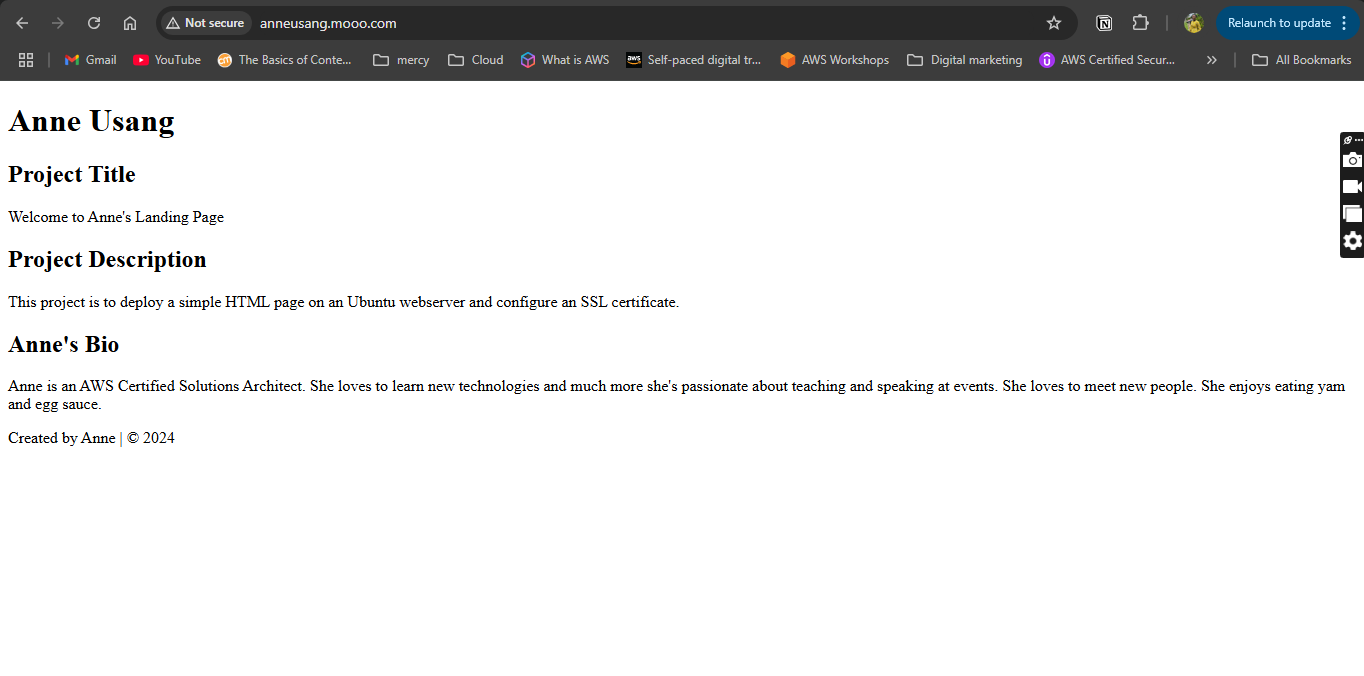 Not secure anneusang.mooo.com Relaunch to update
Gmail YouTube The Basics of Conte... mercy Cloud What is AWS aws Self-paced digital tr... AWS Workshops Digital marketing AWS Certified Secur... » All Bookmarks
Anne Usang
Project Title
Welcome to Anne's Landing Page
Project Description
This project is to deploy a simple HTML page on an Ubuntu webserver and configure an SSL certificate.
Anne's Bio
Anne is an AWS Certified Solutions Architect. She loves to learn new technologies and much more she's passionate about teaching and speaking at events. She loves to meet new people. She enjoys eating yam
and egg sauce.
Created by Anne | © 2024